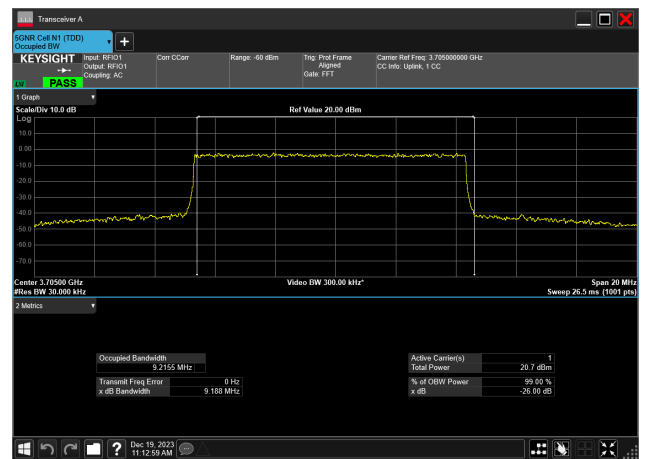 Transceiver A
5GNR Cell N1 (TDD)
Occupied BW
KEYSIGHT
Input: RFIO1
Output: RFIO1
Coupling: AC
Corr CCorr
Range: -60 dBm
Trig: Prot Frame
Aligned
Gate: FFT
Carrier Ref Freq: 3.705000000 GHz
CC Info: Uplink, 1 CC
PASS
1 Graph
Scale/Div 10.0 dB
Ref Value 20.00 dBm
Log
10.0
0.00
-10.0
-20.0
-30.0
-40.0
-50.0
-60.0
-70.0
Center 3.70500 GHz
Video BW 300.00 kHz*
Span 20 MHz
#Res BW 30.000 kHz
Sweep 26.5 ms (1001 pts)
2 Metrics
Occupied Bandwidth
9.2155 MHz
Active Carrier(s) 1
Total Power 20.7 dBm
Transmit Freq Error 0 Hz
x dB Bandwidth 9.188 MHz
% of OBW Power 99.00 %
x dB -26.00 dB
Dec 19, 2023
11:12:59 AM